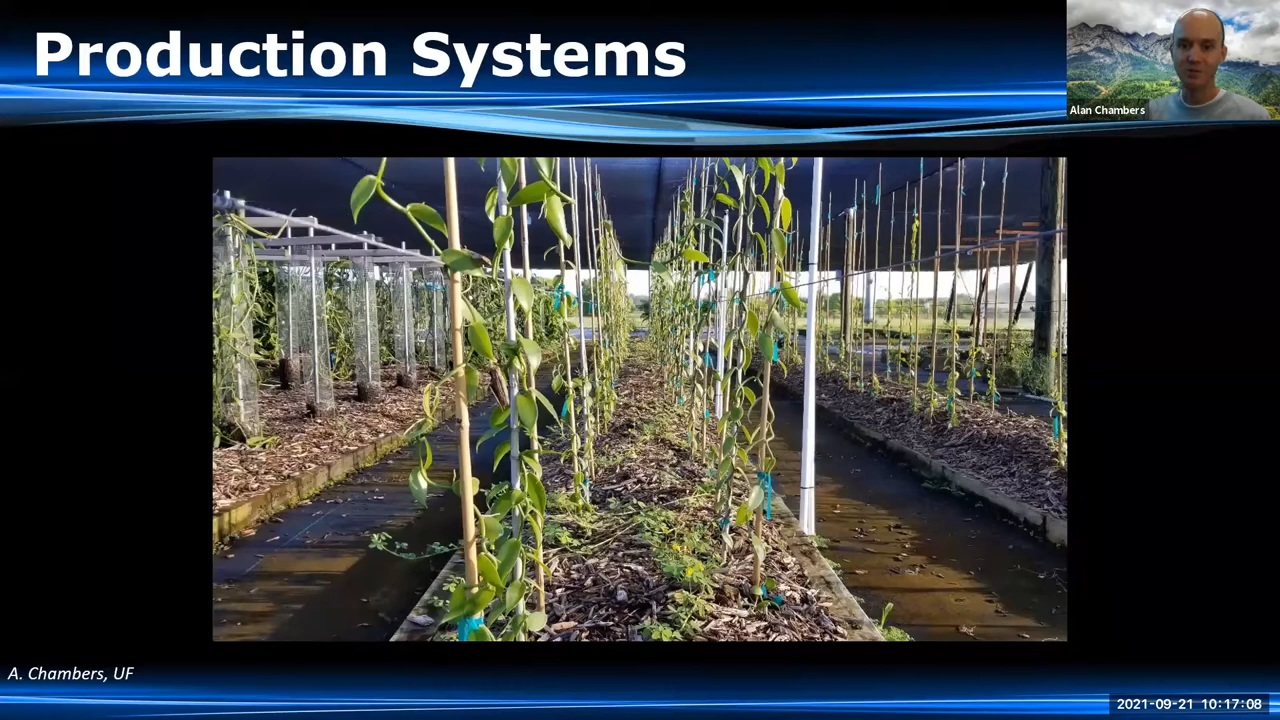 Production Systems
Alan Chambers
A. Chambers, UF
2021-09-21 10:17:08